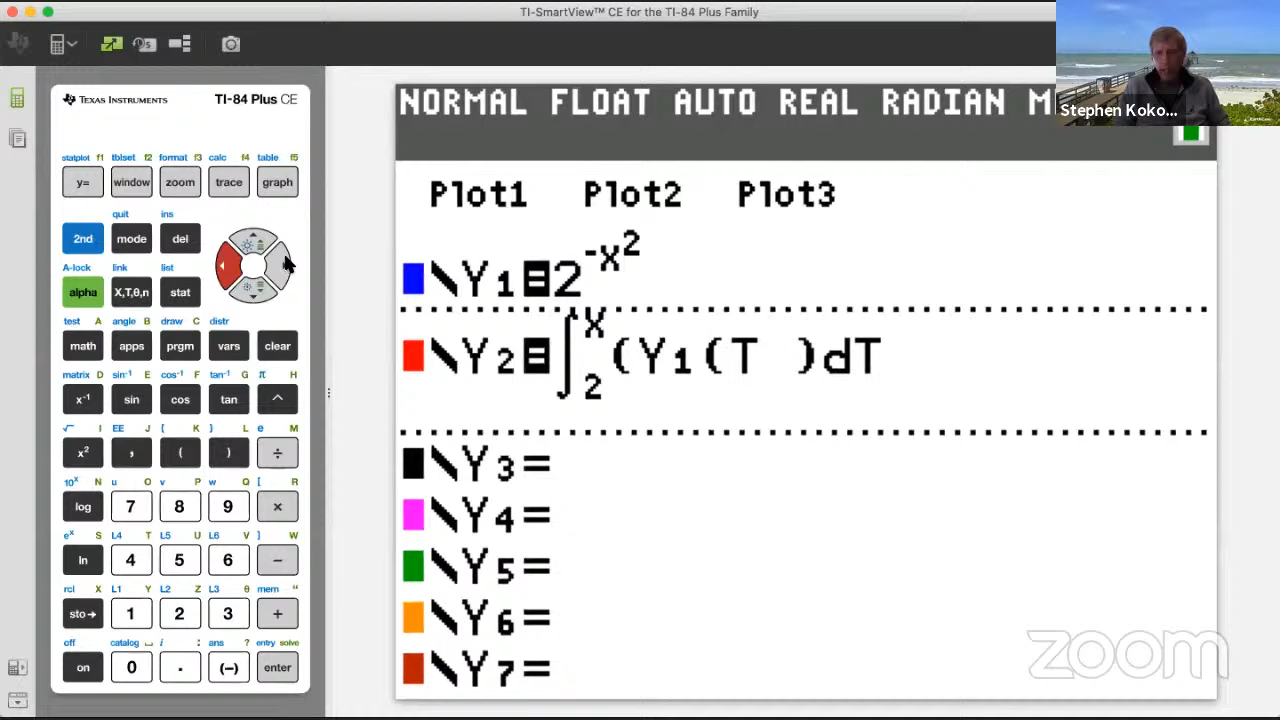 TI-SmartView™ CE for the TI-84 Plus Family
TEXAS INSTRUMENTS TI-84 Plus CE
statplot f1 tblset f2 format f3 calc f4 table f5
y= window zoom trace graph
quit ins
2nd mode del
A-lock link list
alpha X,T,θ,n stat
test A angle B draw C distr
math apps prgm vars clear
matrix D sin⁻¹ E cos⁻¹ F tan⁻¹ G π H
x⁻¹ sin cos tan ^
√ I EE J { K } L e M
x² , ( ) ÷
10ˣ N u O v P w Q [ R
log 7 8 9 ×
eˣ S L4 T L5 U L6 V ] W
ln 4 5 6 −
rcl X L1 Y L2 Z L3 θ mem "
sto→ 1 2 3 +
off catalog ⎵ i : ans ? entry solve
on 0 . (−) enter
NORMAL FLOAT AUTO REAL RADIAN M
Stephen Koko...
Plot1 Plot2 Plot3
\Y₁=2^-X²
\Y₂=∫₂ˣ(Y₁(T )dT
\Y₃=
\Y₄=
\Y₅=
\Y₆=
\Y₇=
zoom